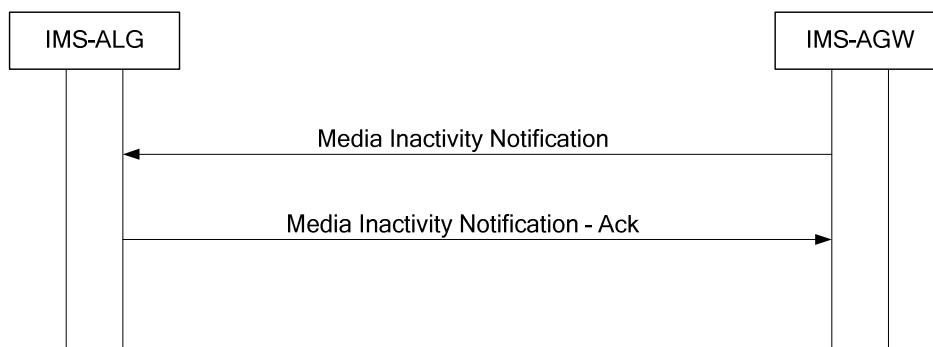 IMS-ALG
IMS-AGW
Media Inactivity Notification
Media Inactivity Notification - Ack